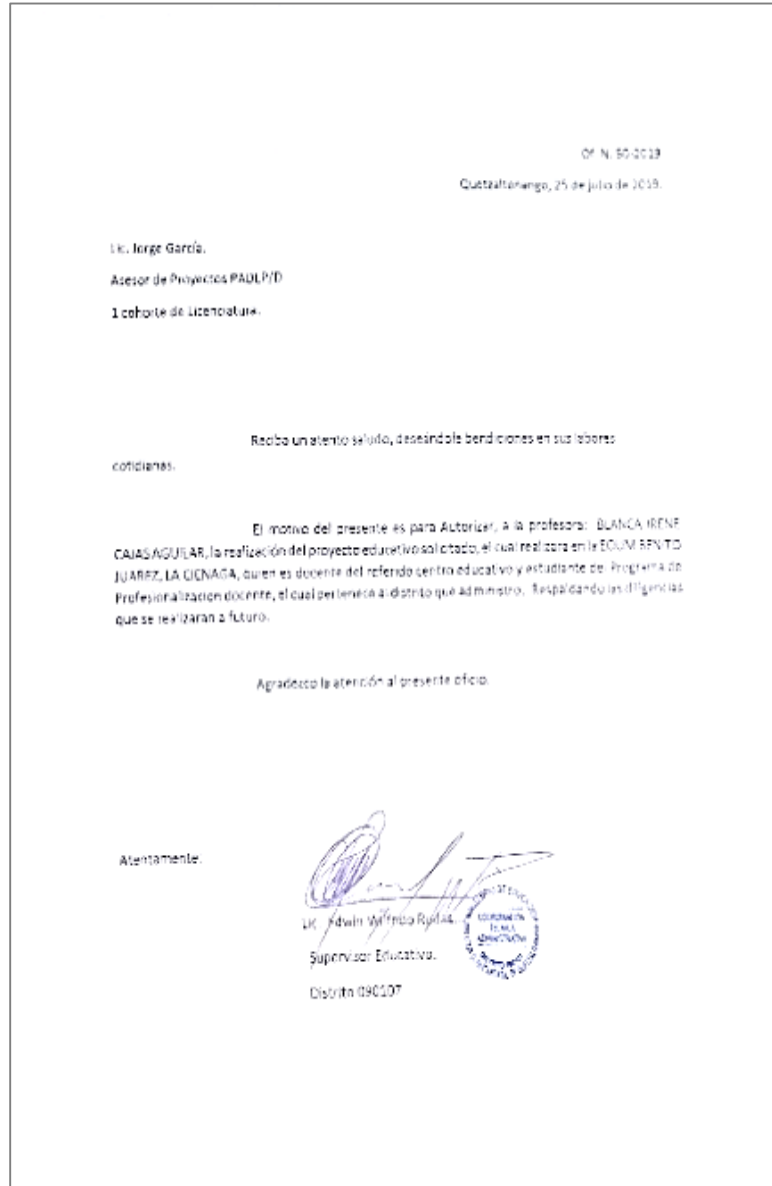 Of. N. 50-2019
Quetzaltenango, 25 de julio de 2019.
Lic. Jorge García.
Asesor de Proyectos PADEP/D
1 cohorte de Licenciatura.
Reciba un atento saludo, deseándole bendiciones en sus labores
cotidianas.
El motivo del presente es para Autorizar, a la profesora: BLANCA IRENE
CAJAS AGUILAR, la realización del proyecto educativo solicitado, el cual realizara en la EOUM BENITO
JUAREZ, LA CIENAGA, quien es docente del referido centro educativo y estudiante de Programa de
Profesionalización docente, el cual pertenece al distrito que administro. Respaldando las diligencias
que se realizaran a futuro.
Agradezco la atención al presente oficio.
Atentamente.
Lic. Edwin Wilfredo
Supervisor Educativo.
Distrito 090107
COORDINACIÓN
TECNICA
ADMINISTRATIVA